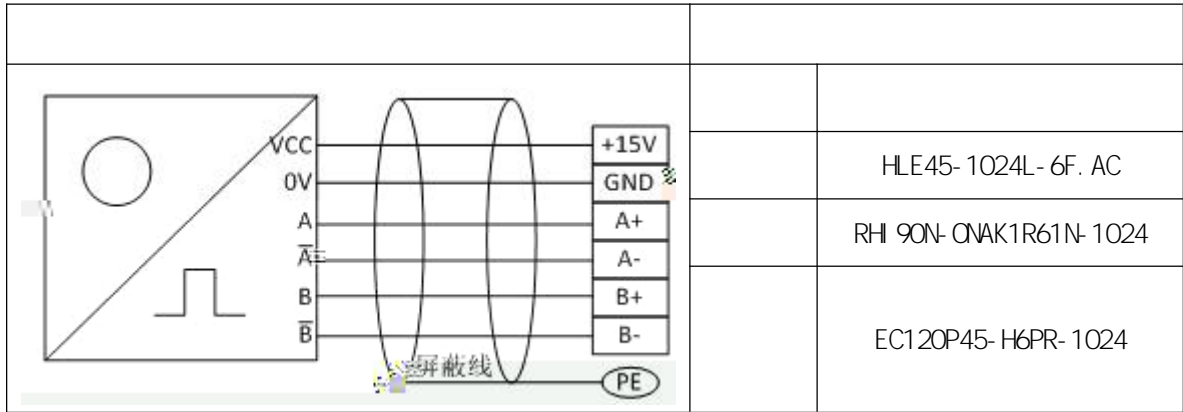 VCC
0V
A
A̅
B
B̅
+15V
GND
A+
A-
B+
B-
PE
屏蔽线
HLE45-1024L-6F.AC
RHI90N-0NAK1R61N-1024
EC120P45-H6PR-1024